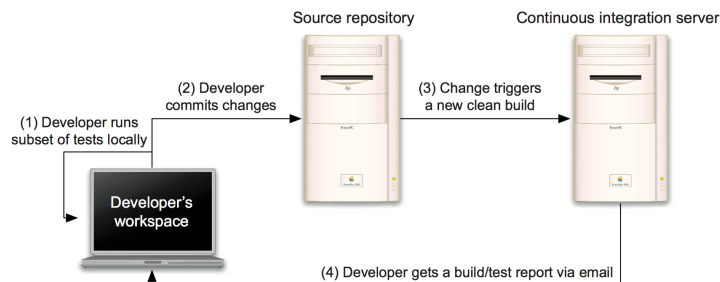 Source repository
Continuous integration server
(2) Developer
commits changes
(3) Change triggers
a new clean build
(1) Developer runs
subset of tests locally
Developer's
workspace
(4) Developer gets a build/test report via email